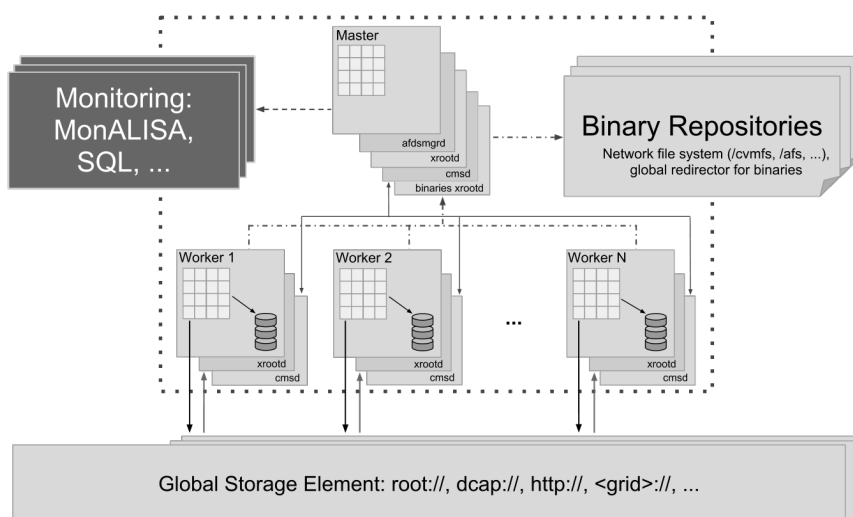 Master
Monitoring:
MonALISA,
SQL, ...
Binary Repositories
Network file system (/cvmfs, /afs, ...),
global redirector for binaries
afdsmgrd
xrootd
cmsd
binaries xrootd
Worker 1
Worker 2
Worker N
...
xrootd
xrootd
xrootd
cmsd
cmsd
cmsd
Global Storage Element: root://, dcap://, http://, <grid>://, ...